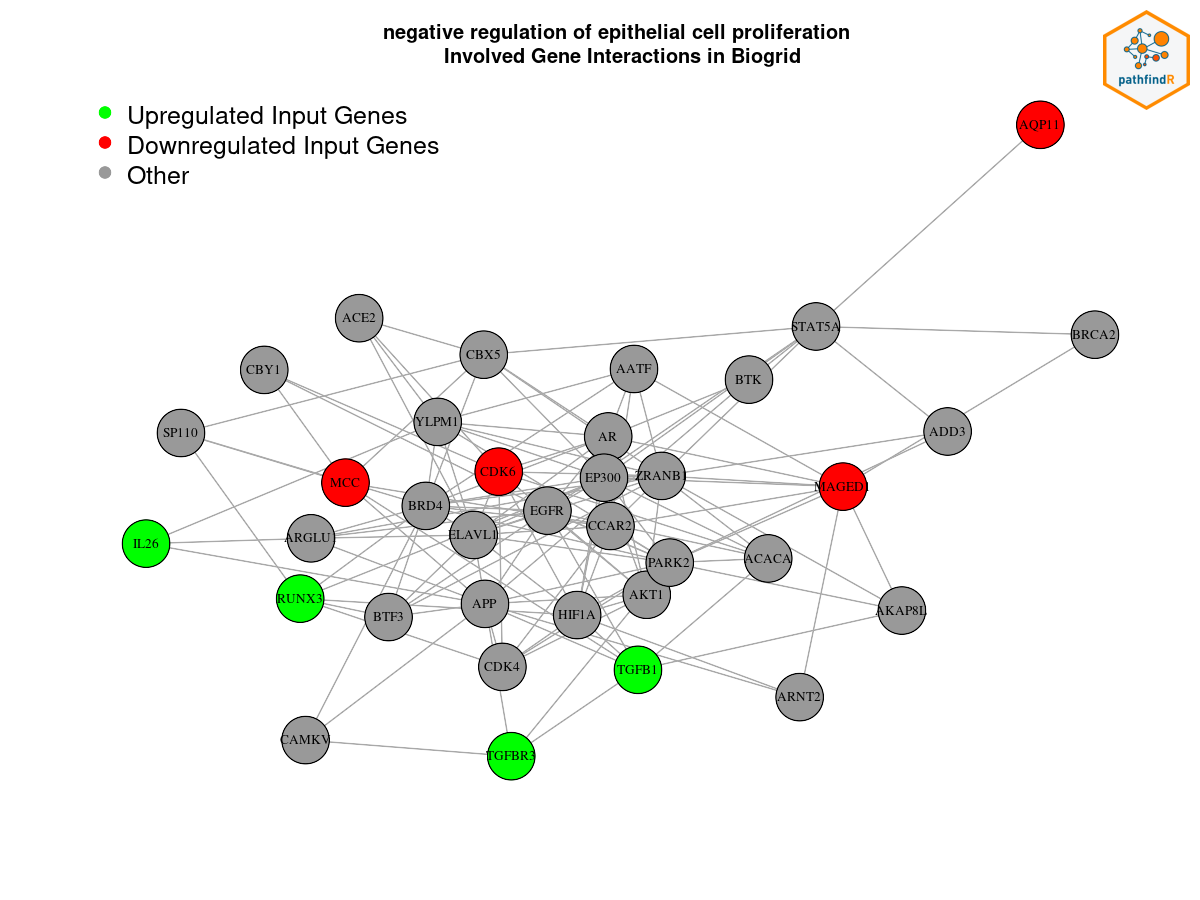 negative regulation of epithelial cell proliferation
Involved Gene Interactions in Biogrid
pathfindR
Upregulated Input Genes
Downregulated Input Genes
Other
AQP11
ACE2
STAT5A
BRCA2
CBX5
CBY1
AATF
BTK
YLPM1
SP110
AR
ADD3
CDK6
MCC
EP300
ZRANB1
MAGED1
BRD4
EGFR
CCAR2
ELAVL1
ARGLU
IL26
PARK2
ACACA
RUNX3
AKT1
APP
BTF3
HIF1A
AKAP8L
CDK4
TGFB1
ARNT2
CAMKV
TGFBR3